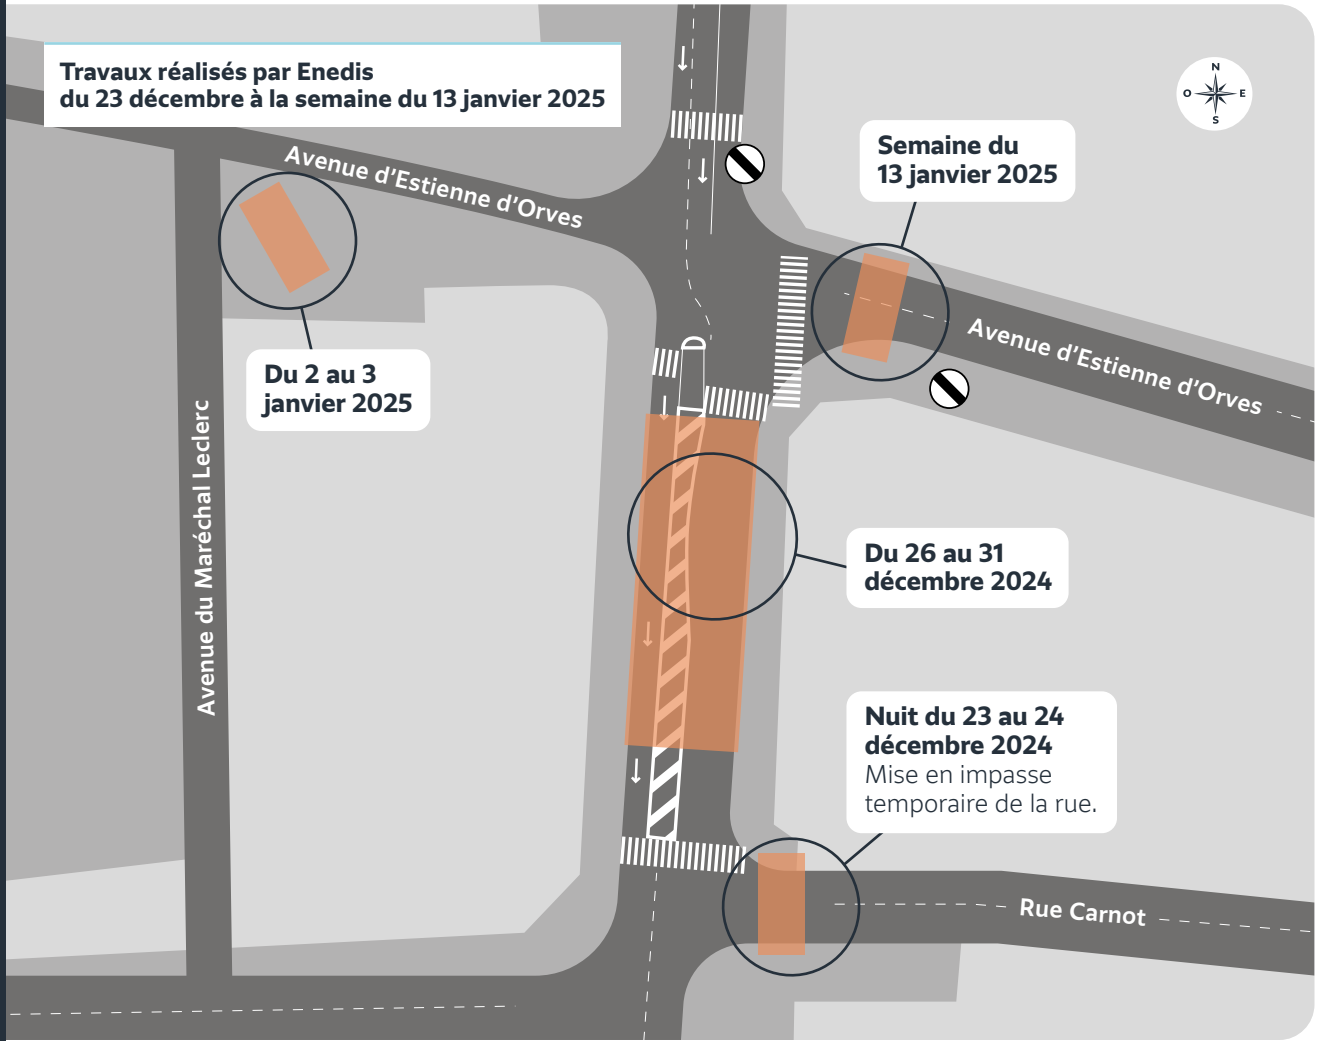 Travaux réalisés par Enedis
du 23 décembre à la semaine du 13 janvier 2025
N
O
E
S
Semaine du
13 janvier 2025
Avenue d'Estienne d'Orves
Avenue d'Estienne d'Orves
Du 2 au 3
janvier 2025
Avenue du Maréchal Leclerc
Du 26 au 31
décembre 2024
Nuit du 23 au 24
décembre 2024
Mise en impasse
temporaire de la rue.
Rue Carnot